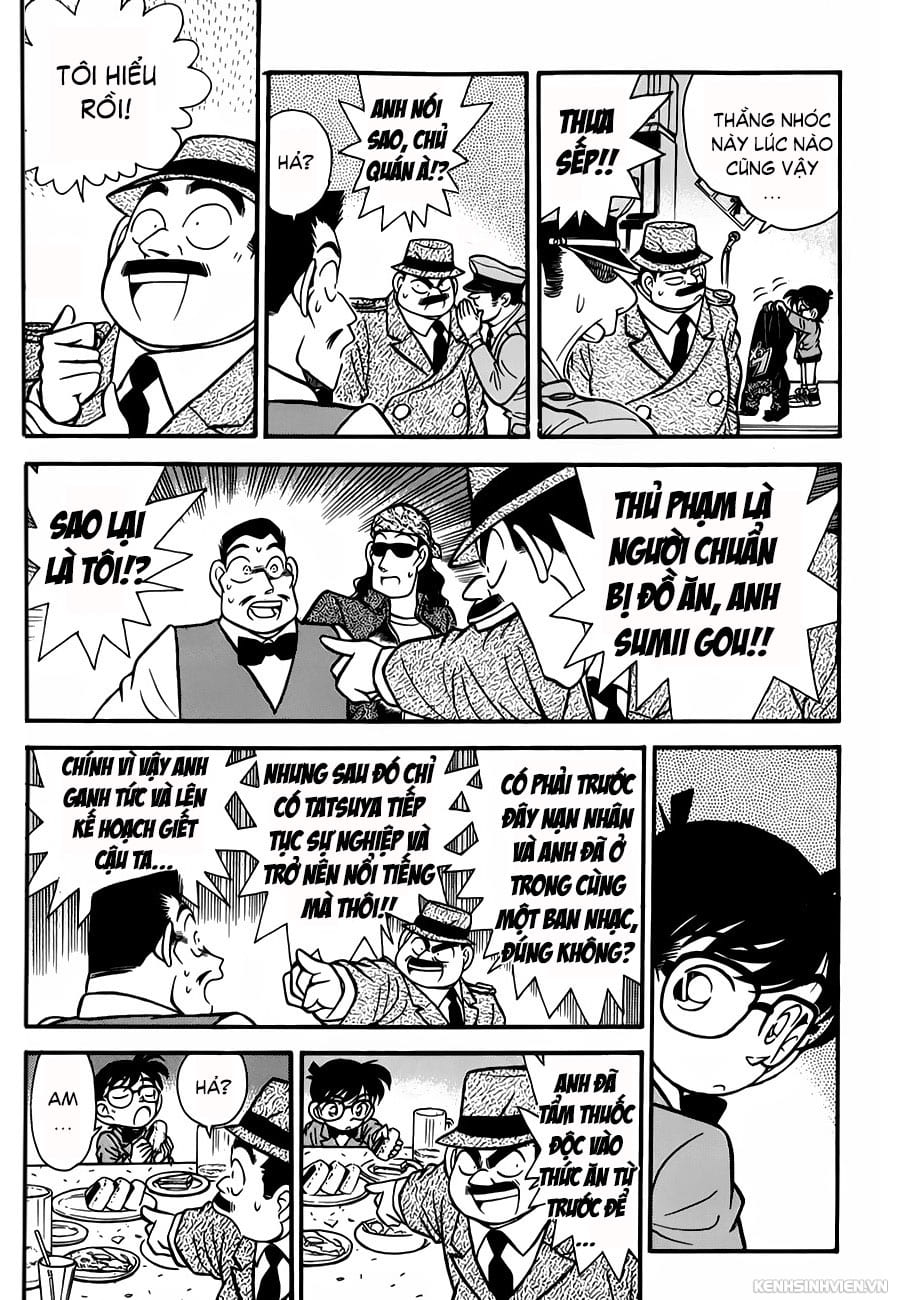 THẰNG NHÓC
NÀY LÚC NÀO
CŨNG VẬY
...
THƯA
SẾP!!
ANH NÓI
SAO, CHỦ
QUÁN À!?
HẢ?
TÔI HIỂU
RỒI!
THỦ PHẠM LÀ
NGƯỜI CHUẨN
BỊ ĐỒ ĂN, ANH
SUMII GOU!!
SAO LẠI
LÀ TÔI!?
CÓ PHẢI TRƯỚC
ĐÂY NẠN NHÂN
VÀ ANH ĐÃ Ở
TRONG CÙNG
MỘT BAN NHẠC,
ĐÚNG KHÔNG?
NHƯNG SAU ĐÓ CHỈ
CÓ TATSUYA TIẾP
TỤC SỰ NGHIỆP VÀ
TRỞ NÊN NỔI TIẾNG
MÀ THÔI!!
CHÍNH VÌ VẬY ANH
GANH TỨC VÀ LÊN
KẾ HOẠCH GIẾT
CẬU TA...
ANH ĐÃ
TẨM THUỐC
ĐỘC VÀO
THỨC ĂN TỪ
TRƯỚC ĐỂ
...
HẢ?
AM
...
KENHSINHVIEN.VN